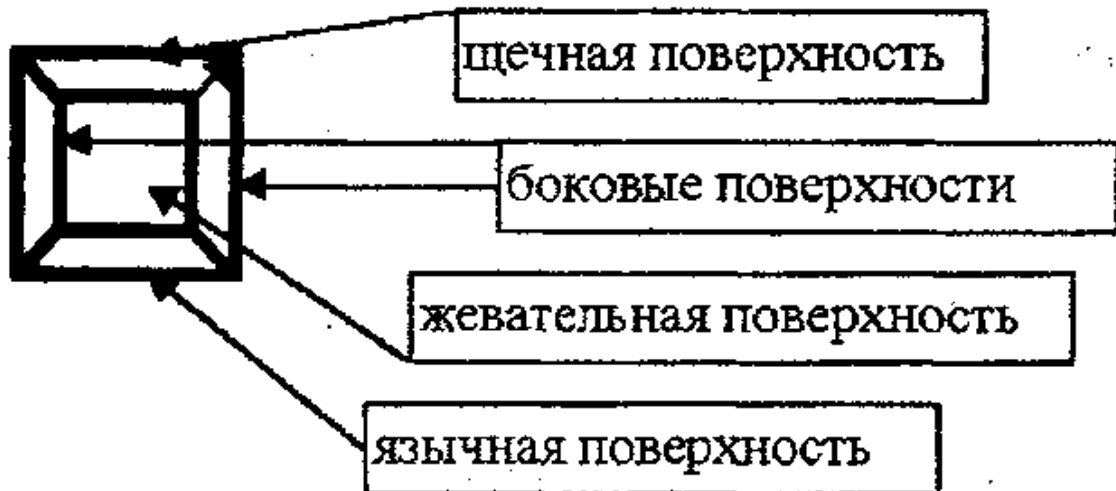 щечная поверхность
боковые поверхности
жевательная поверхность
язычная поверхность